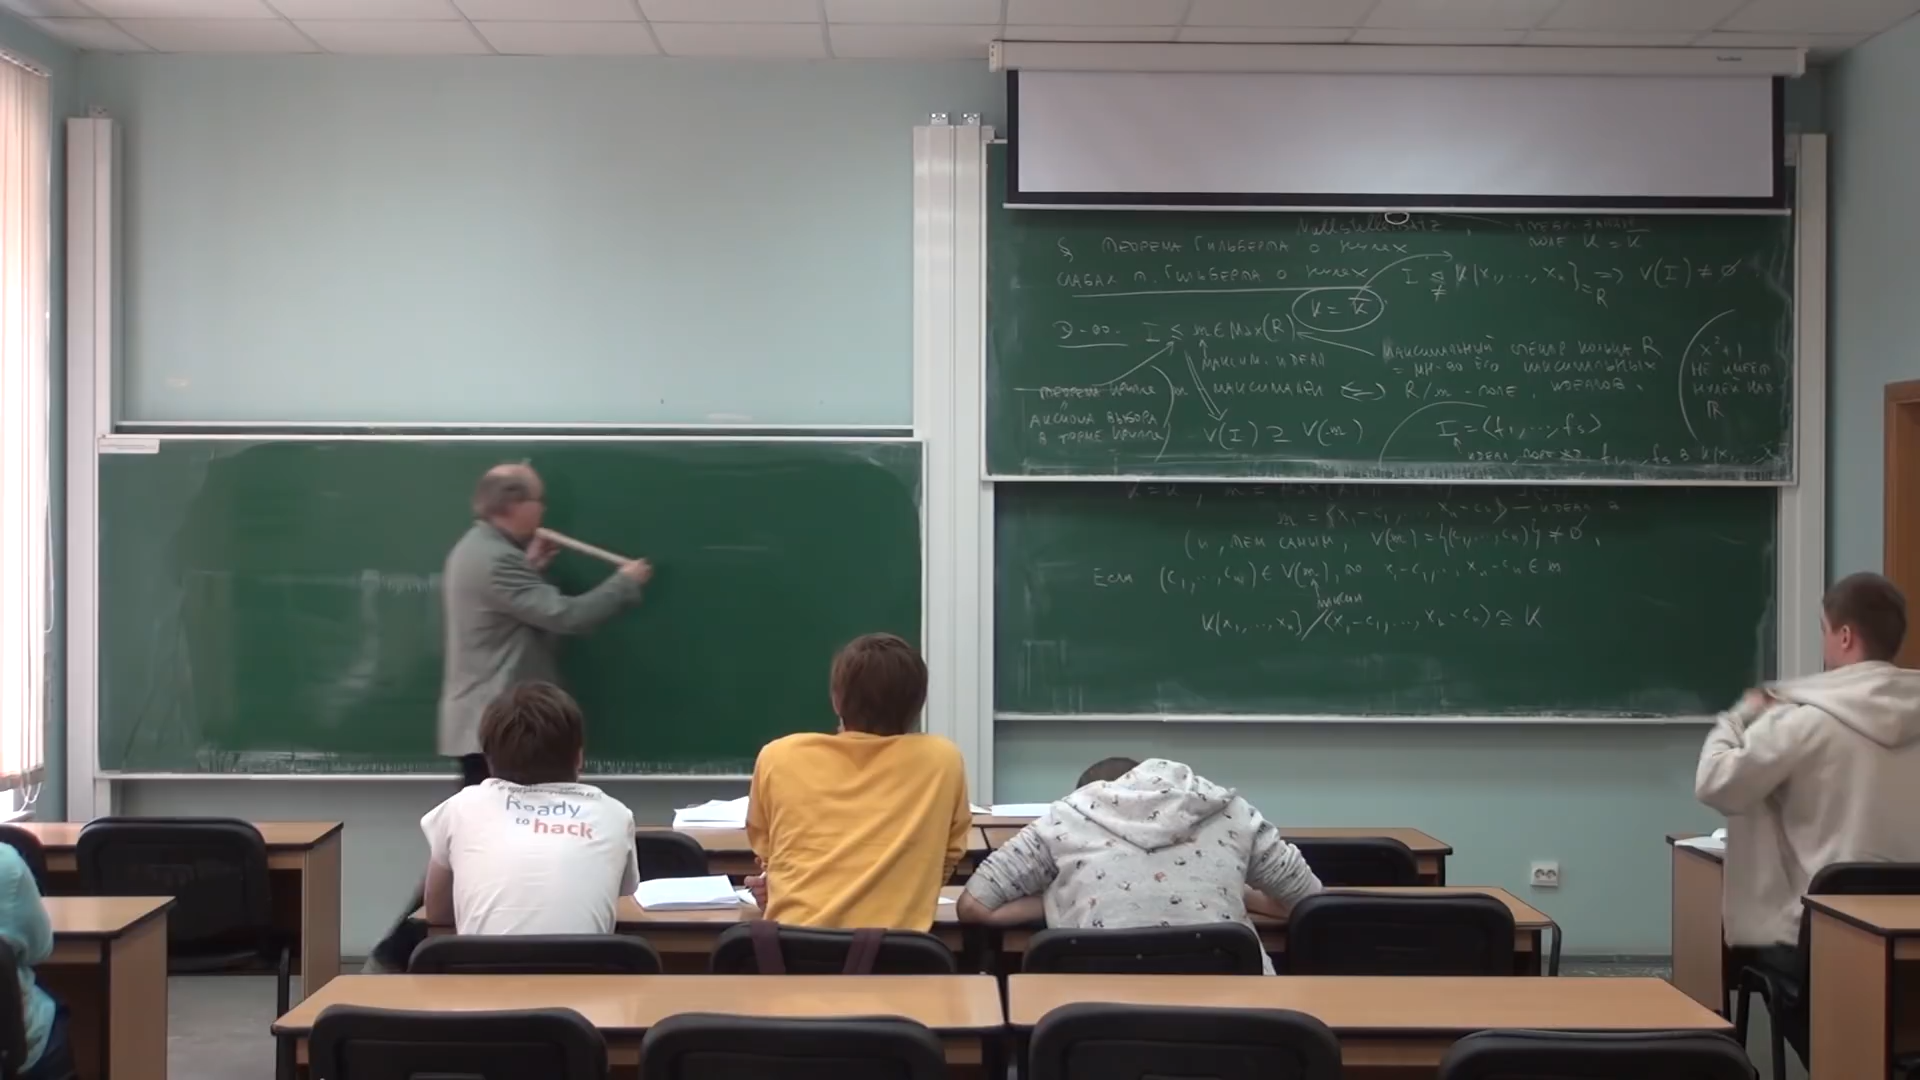 Nullstellensatz,
поле K = K̄
§ Теорема Гильберта о нулях
слабая т. Гильберта о нулях
I ≨ K[x₁, ..., xₙ] = R ⇒ V(I) ≠ ∅
K = K̄
Д-во. I ≤ m ∈ Max(R)
максим. идеал
максимальный спектр кольца R
= мн-во его максимальных идеалов.
m максимален ⟺ R/m - поле,
теорема Крулля
аксиома выбора
в форме Крулля
V(I) ⊇ V(m)
I = (f₁, ..., fₛ)
x² + 1
не имеет
нулей над
ℝ
m = (x₁ - c₁, ..., xₙ - cₙ) — идеал в
(и, тем самым, V(m) = {(c₁, ..., cₙ)} ≠ ∅,
Если (c₁, ..., cₙ) ∈ V(m), то x₁ - c₁, ..., xₙ - cₙ ∈ m
максим
K[x₁, ..., xₙ] / (x₁ - c₁, ..., xₙ - cₙ) ≅ K
Ready
to hack